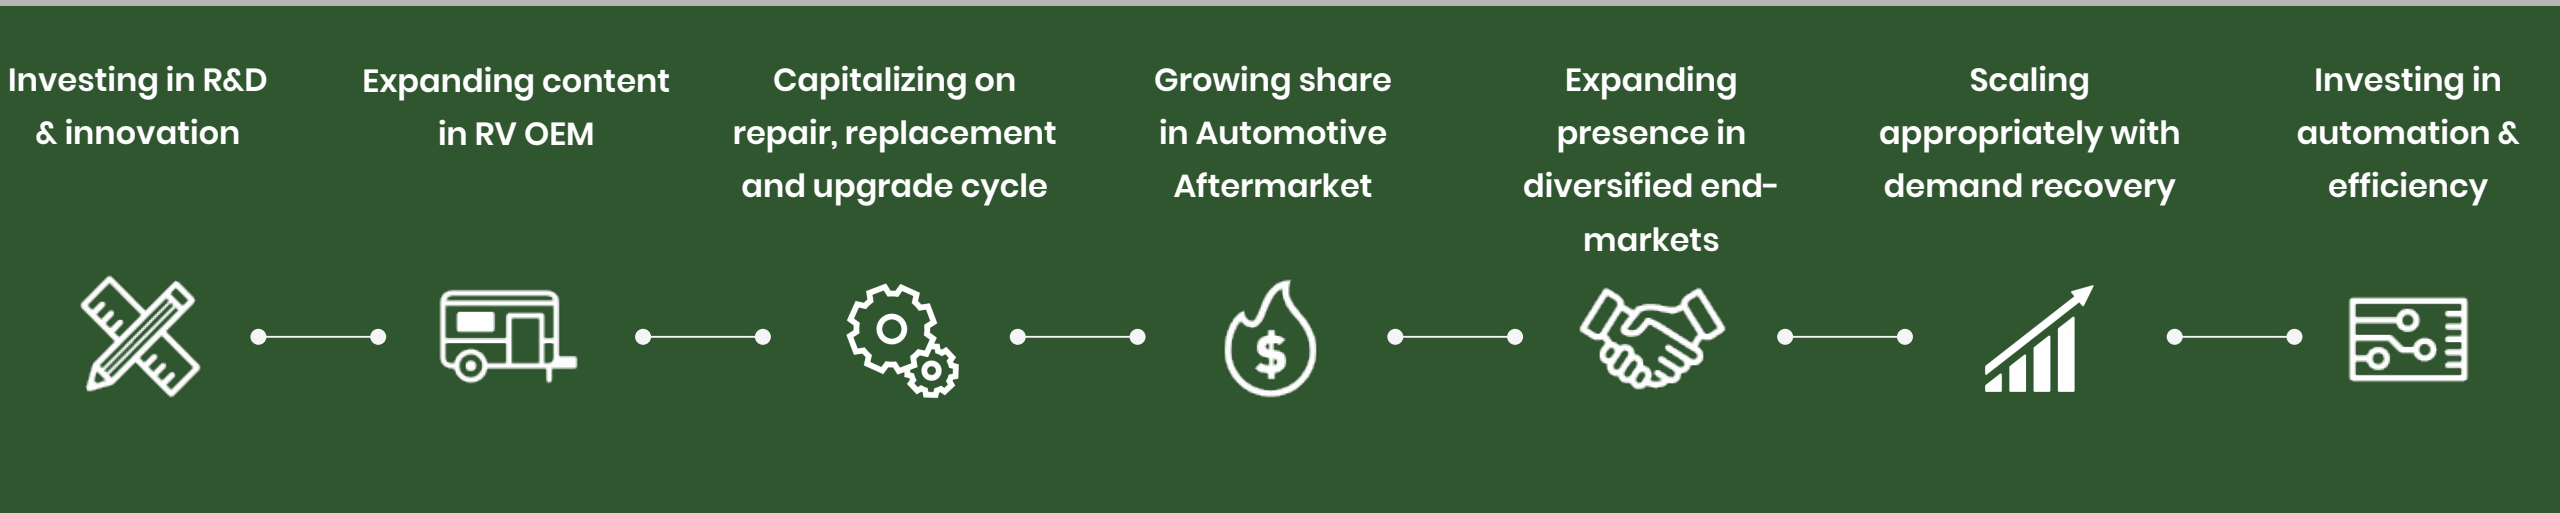 Investing in R&D
& innovation
Expanding content
in RV OEM
Capitalizing on
repair, replacement
and upgrade cycle
Growing share
in Automotive
Aftermarket
Expanding
presence in
diversified end-
markets
Scaling
appropriately with
demand recovery
Investing in
automation &
efficiency
$